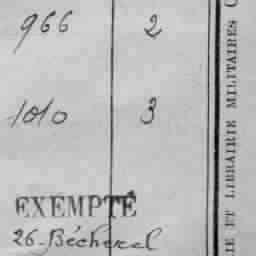 966 2
1010 3
EXEMPTÉ
26-Bécherel
IE ET LIBRAIRIE MILITAIRES